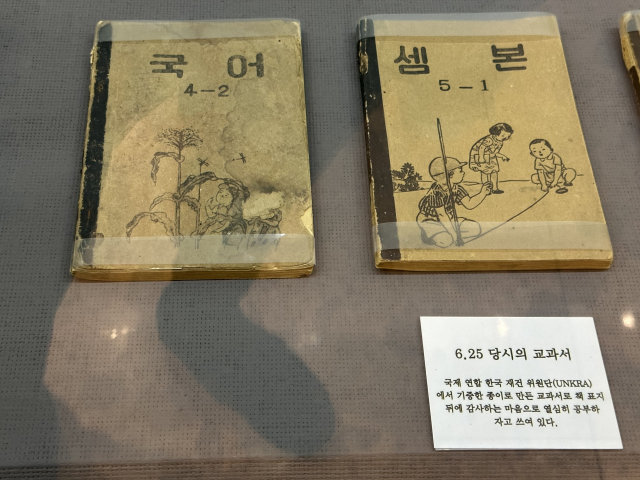 국 어
4-2
셈 본
5-1
6.25 당시의 교과서
국제 연합 한국 재진 위원단(UNKRA)
에서 기중한 종이로 만든 교과서로 책 표지
뒤에 감사하는 마음으로 열심히 공부하
자고 쓰여 있다.